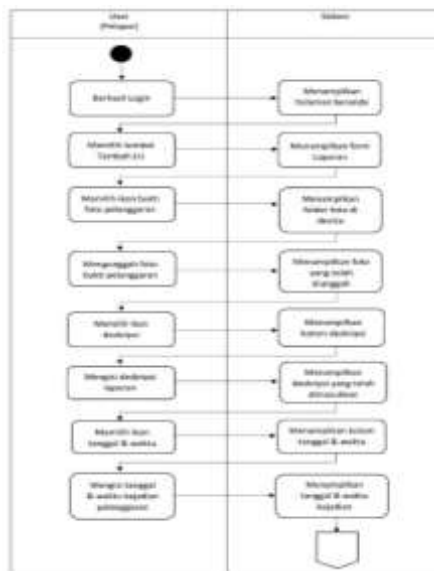 User
(Pelapor)
Sistem
Berhasil Login
Menampilkan
halaman beranda
Memilih tombol
Tambah (+)
Menampilkan form
Laporan
Memilih ikon bukti
foto pelanggaran
Menampilkan
folder foto di
device
Mengunggah foto
bukti pelanggaran
Menampilkan foto
yang telah
diunggah
Memilih ikon
deskripsi
Menampilkan
kolom deskripsi
Mengisi deskripsi
laporan
Menampilkan
deskripsi yang telah
dimasukkan
Memilih ikon
tanggal & waktu
Menampilkan kolom
tanggal & waktu
Mengisi tanggal
& waktu kejadian
pelanggaran
Menampilkan
tanggal & waktu
kejadian